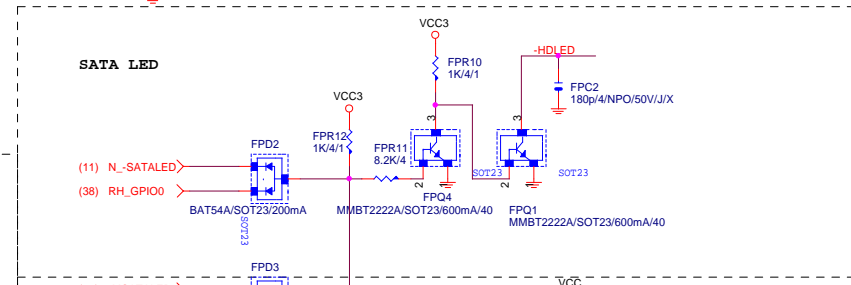 VCC3
-HDLED
SATA LED
FPR10
1K/4/1
FPC2
180p/4/NPO/50V/J/X
VCC3
3
3
FPR12
1K/4/1
FPD2
FPR11
8.2K/4
(11) N_-SATALED
SOT23
SOT23
(38) RH_GPIO0
2
1
2
1
FPQ4
BAT54A/SOT23/200mA
MMBT2222A/SOT23/600mA/40
FPQ1
MMBT2222A/SOT23/600mA/40
SOT23
FPD3
VCC